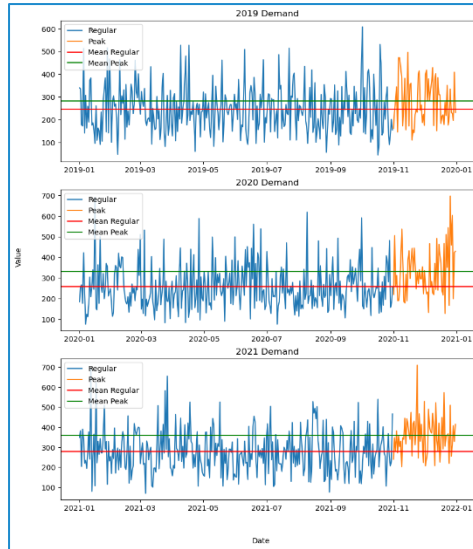 2019 Demand
600
500
400
300
200
100
Regular
Peak
Mean Regular
Mean Peak
2019-01
2019-03
2019-05
2019-07
2019-09
2019-11
2020-01
2020 Demand
Value
700
600
500
400
300
200
100
Regular
Peak
Mean Regular
Mean Peak
2020-01
2020-03
2020-05
2020-07
2020-09
2020-11
2021-01
2021 Demand
700
600
500
400
300
200
100
Regular
Peak
Mean Regular
Mean Peak
2021-01
2021-03
2021-05
2021-07
2021-09
2021-11
2022-01
Date